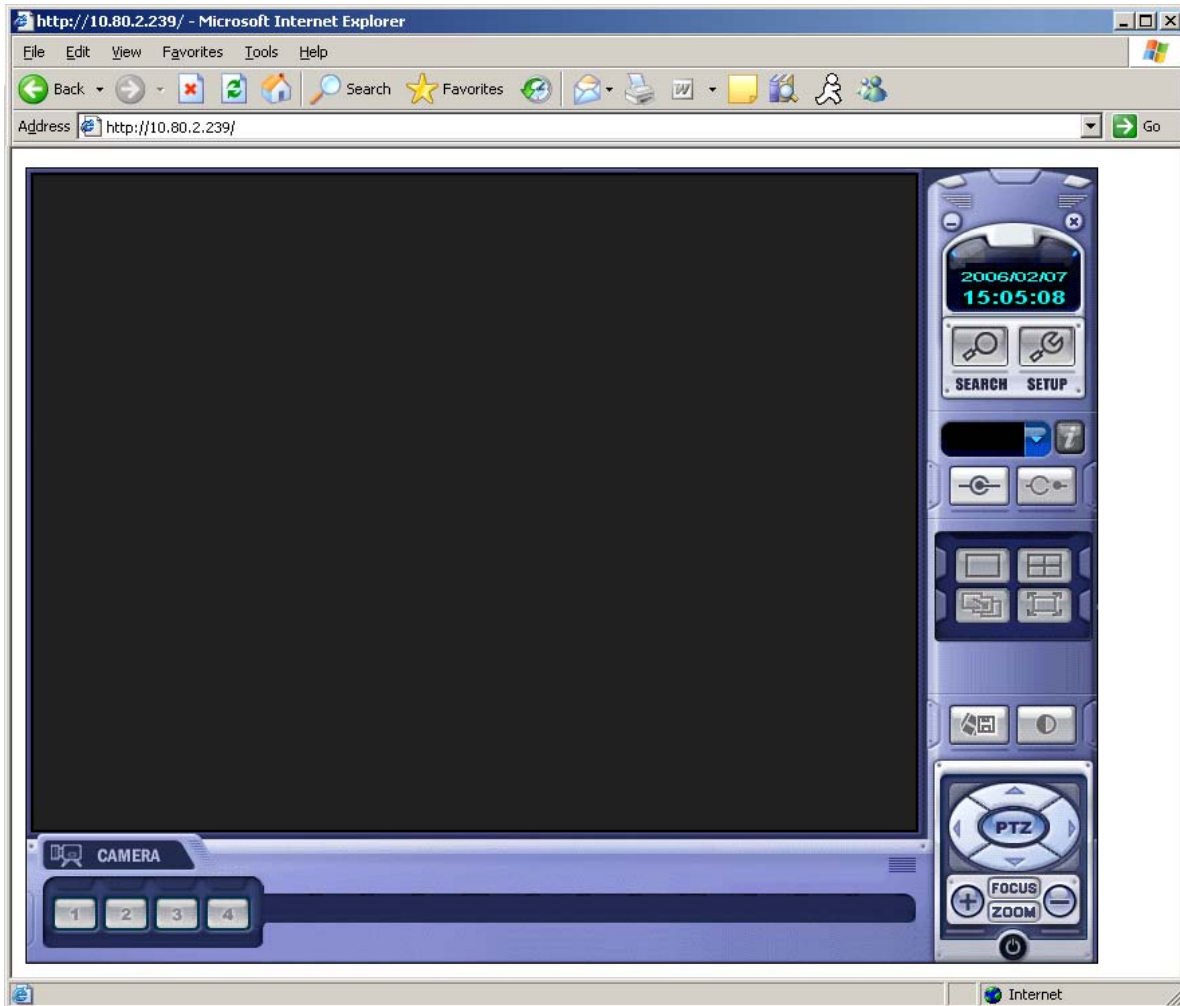 http://10.80.2.239/ - Microsoft Internet Explorer
File Edit View Favorites Tools Help
Back Search Favorites
Address http://10.80.2.239/ Go
2006/02/07
15:05:08
SEARCH SETUP
i
PTZ
CAMERA
FOCUS
ZOOM
1 2 3 4
Internet